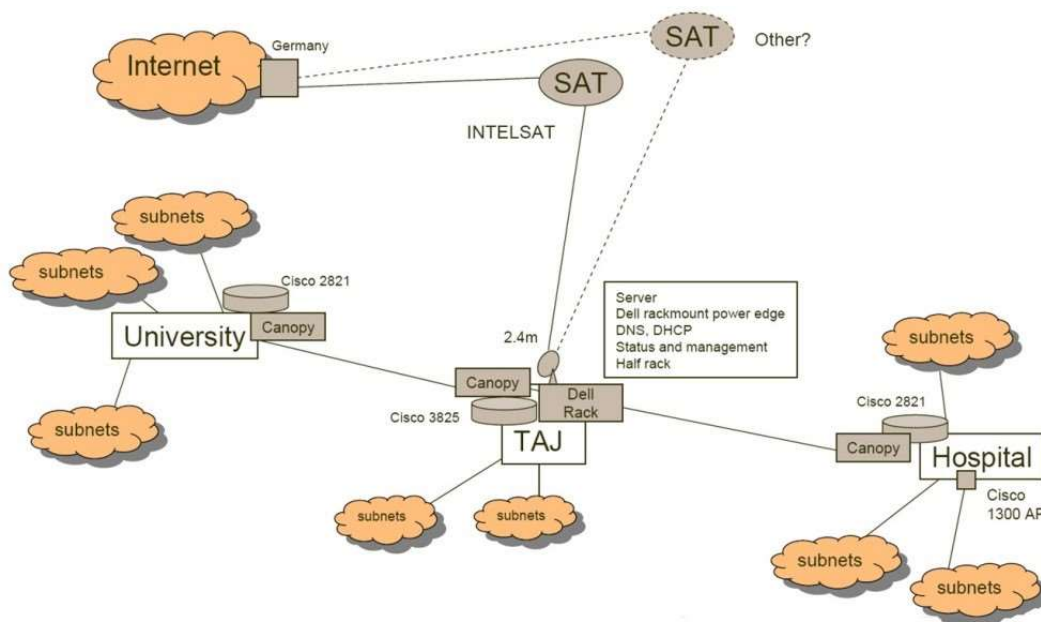 Germany
Internet
SAT
Other?
SAT
INTELSAT
subnets
subnets
Cisco 2821
University
Canopy
subnets
2.4m
Server
Dell rackmount power edge
DNS, DHCP
Status and management
Half rack
Canopy
Dell
Rack
Cisco 3825
TAJ
subnets
subnets
subnets
Cisco 2821
Canopy
Hospital
Cisco
1300 AP
subnets
subnets